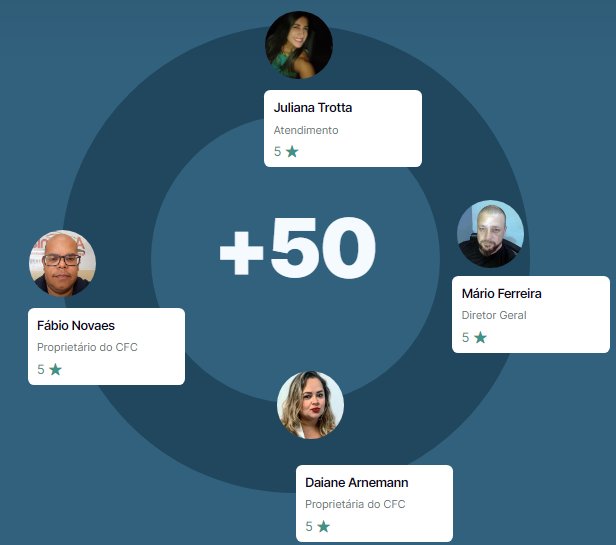 Juliana Trotta
Atendimento
5 ★
+50
Mário Ferreira
Diretor Geral
5 ★
Fábio Novaes
Proprietário do CFC
5 ★
Daiane Arnemann
Proprietária do CFC
5 ★